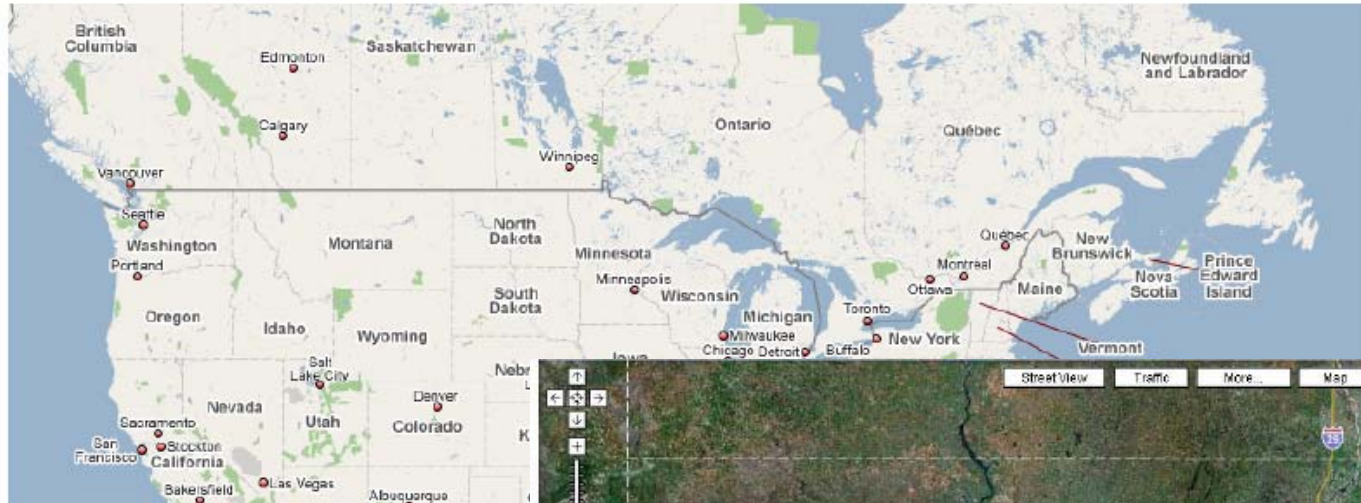 British
Columbia
Edmonton
Saskatchewan
Newfoundland
and Labrador
Calgary
Ontario
Québec
Winnipeg
Vancouver
Seattle
Washington
Montana
North
Dakota
Minnesota
Québec
New
Brunswick
Prince
Edward
Island
Portland
Minneapolis
Wisconsin
Montreal
Ottawa
Maine
Nova
Scotia
Oregon
Idaho
Wyoming
South
Dakota
Michigan
Toronto
Milwaukee
Chicago
Detroit
Buffalo
New York
Vermont
Iowa
Salt
Lake City
Nebr
Street View
Traffic
More...
Map
Nevada
Utah
Denver
Colorado
Sacramento
San
Francisco
Stockton
California
Las Vegas
Bakersfield
Albuquerque
29